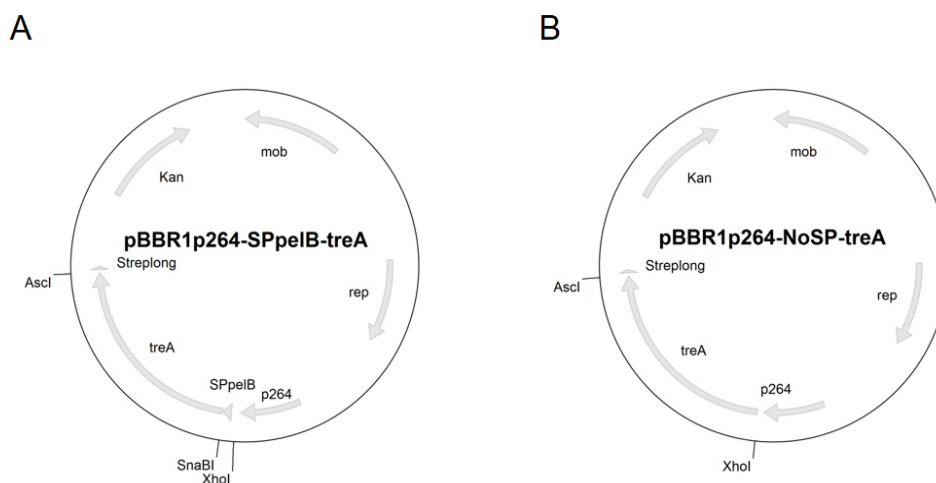 A
mob
Kan
pBBR1p264-SPpelB-treA
Streplong
AscI
rep
treA
SPpelB
p264
SnaBI
XhoI
B
mob
Kan
pBBR1p264-NoSP-treA
Streplong
AscI
rep
treA
p264
XhoI